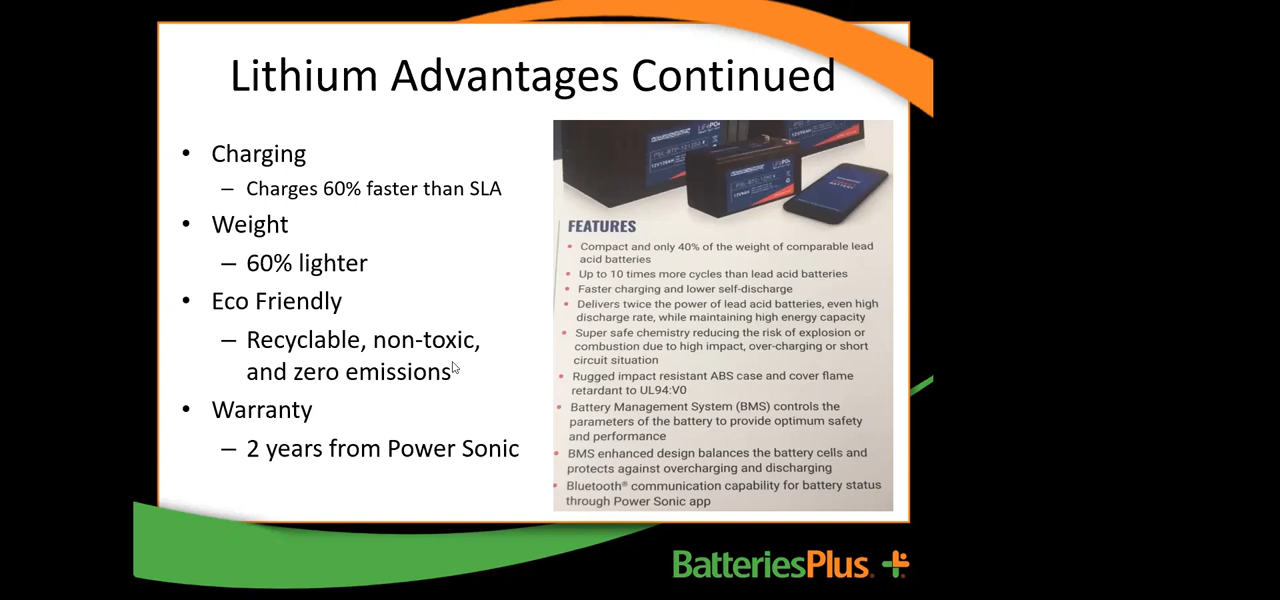 Lithium Advantages Continued
• Charging
– Charges 60% faster than SLA
• Weight
– 60% lighter
• Eco Friendly
– Recyclable, non-toxic,
and zero emissions
• Warranty
– 2 years from Power Sonic
LiFePO₄
FEATURES
• Compact and only 40% of the weight of comparable lead
acid batteries
• Up to 10 times more cycles than lead acid batteries
• Faster charging and lower self-discharge
• Delivers twice the power of lead acid batteries, even high
discharge rate, while maintaining high energy capacity
• Super safe chemistry reducing the risk of explosion or
combustion due to high impact, over-charging or short
circuit situation
• Rugged impact resistant ABS case and cover flame
retardant to UL94:V0
• Battery Management System (BMS) controls the
parameters of the battery to provide optimum safety
and performance
• BMS enhanced design balances the battery cells and
protects against overcharging and discharging
• Bluetooth® communication capability for battery status
through Power Sonic app
BatteriesPlus